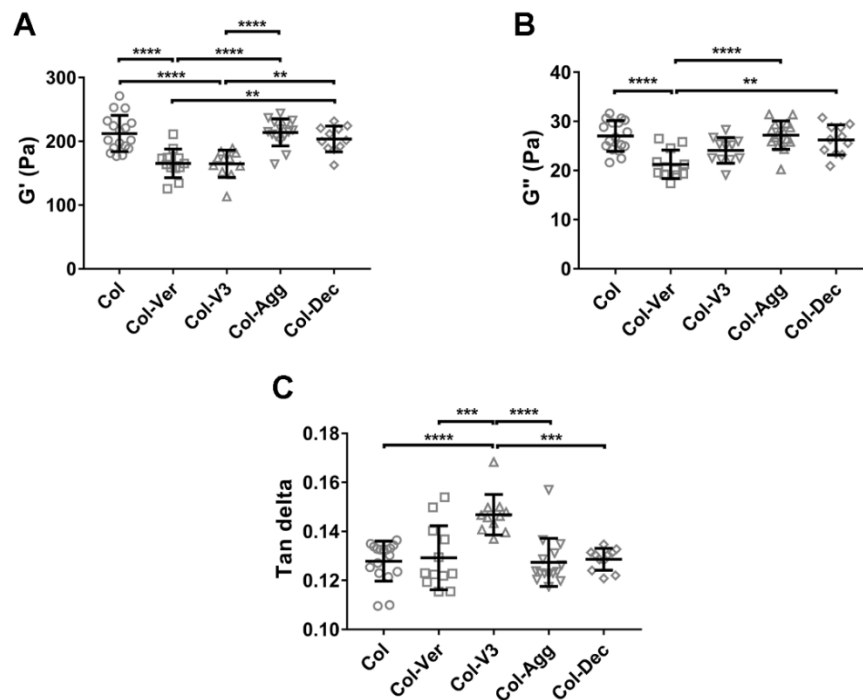 A
****
**** ****
**** **
**
300
200
100
0
G' (Pa)
Col
Col-Ver
Col-V3
Col-Agg
Col-Dec
B
****
**** **
40
30
20
10
0
G" (Pa)
Col
Col-Ver
Col-V3
Col-Agg
Col-Dec
C
*** ****
**** ***
0.18
0.16
0.14
0.12
0.10
Tan delta
Col
Col-Ver
Col-V3
Col-Agg
Col-Dec